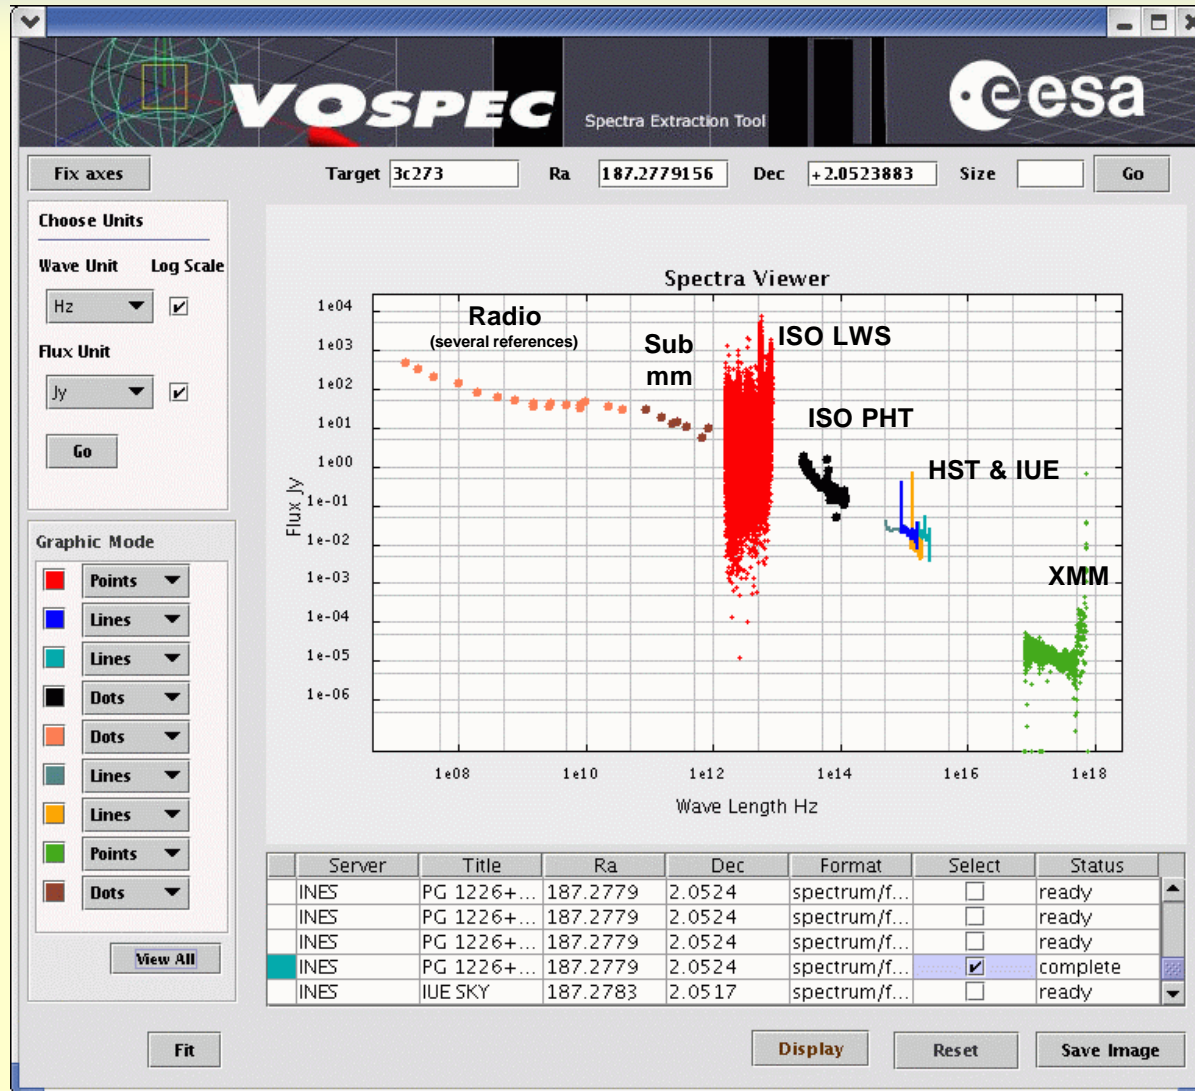 VOSPEC Spectra Extraction Tool esa
Fix axes Target 3c273 Ra 187.2779156 Dec +2.0523883 Size Go
Choose Units
Wave Unit Log Scale
Hz
Flux Unit
Jy
Go
Graphic Mode
Points
Lines
Lines
Dots
Dots
Lines
Lines
Points
Dots
View All
Fit
Spectra Viewer
1e04
1e03
1e02
1e01
1e00
1e-01
1e-02
1e-03
1e-04
1e-05
1e-06
Flux Jy
Radio
(several references)
Sub
mm
ISO LWS
ISO PHT
HST & IUE
XMM
1e08 1e10 1e12 1e14 1e16 1e18
Wave Length Hz
Server Title Ra Dec Format Select Status
INES PG 1226+... 187.2779 2.0524 spectrum/f... ready
INES PG 1226+... 187.2779 2.0524 spectrum/f... ready
INES PG 1226+... 187.2779 2.0524 spectrum/f... ready
INES PG 1226+... 187.2779 2.0524 spectrum/f... complete
INES IUE SKY 187.2783 2.0517 spectrum/f... ready
Display Reset Save Image